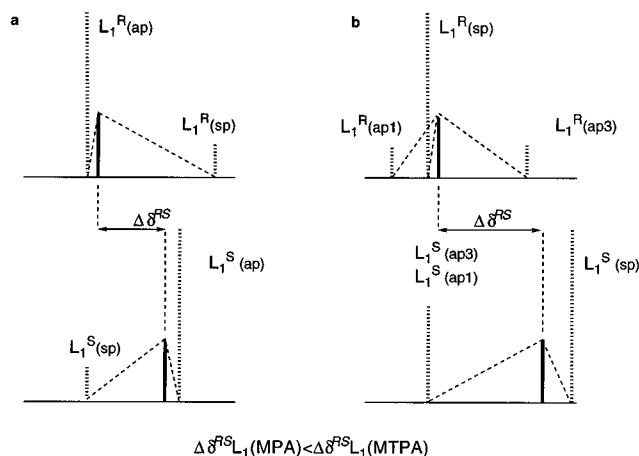 a
L₁ᴿ(ap)
L₁ᴿ(sp)
Δδᴿˢ
L₁ˢ(ap)
L₁ˢ(sp)
b
L₁ᴿ(sp)
L₁ᴿ(ap1)
L₁ᴿ(ap3)
Δδᴿˢ
L₁ˢ(ap3)
L₁ˢ(ap1)
L₁ˢ(sp)
ΔδᴿˢL₁(MPA)<ΔδᴿˢL₁(MTPA)